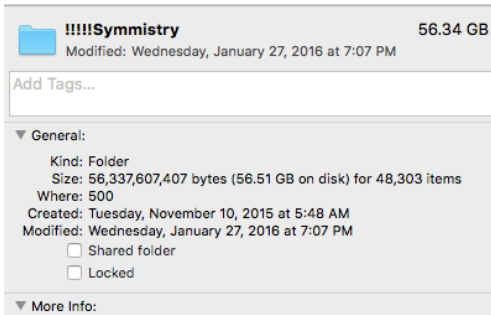 !!!!!Symmistry 56.34 GB
Modified: Wednesday, January 27, 2016 at 7:07 PM
Add Tags...
▼ General:
Kind: Folder
Size: 56,337,607,407 bytes (56.51 GB on disk) for 48,303 items
Where: 500
Created: Tuesday, November 10, 2015 at 5:48 AM
Modified: Wednesday, January 27, 2016 at 7:07 PM
Shared folder
Locked
▼ More Info: